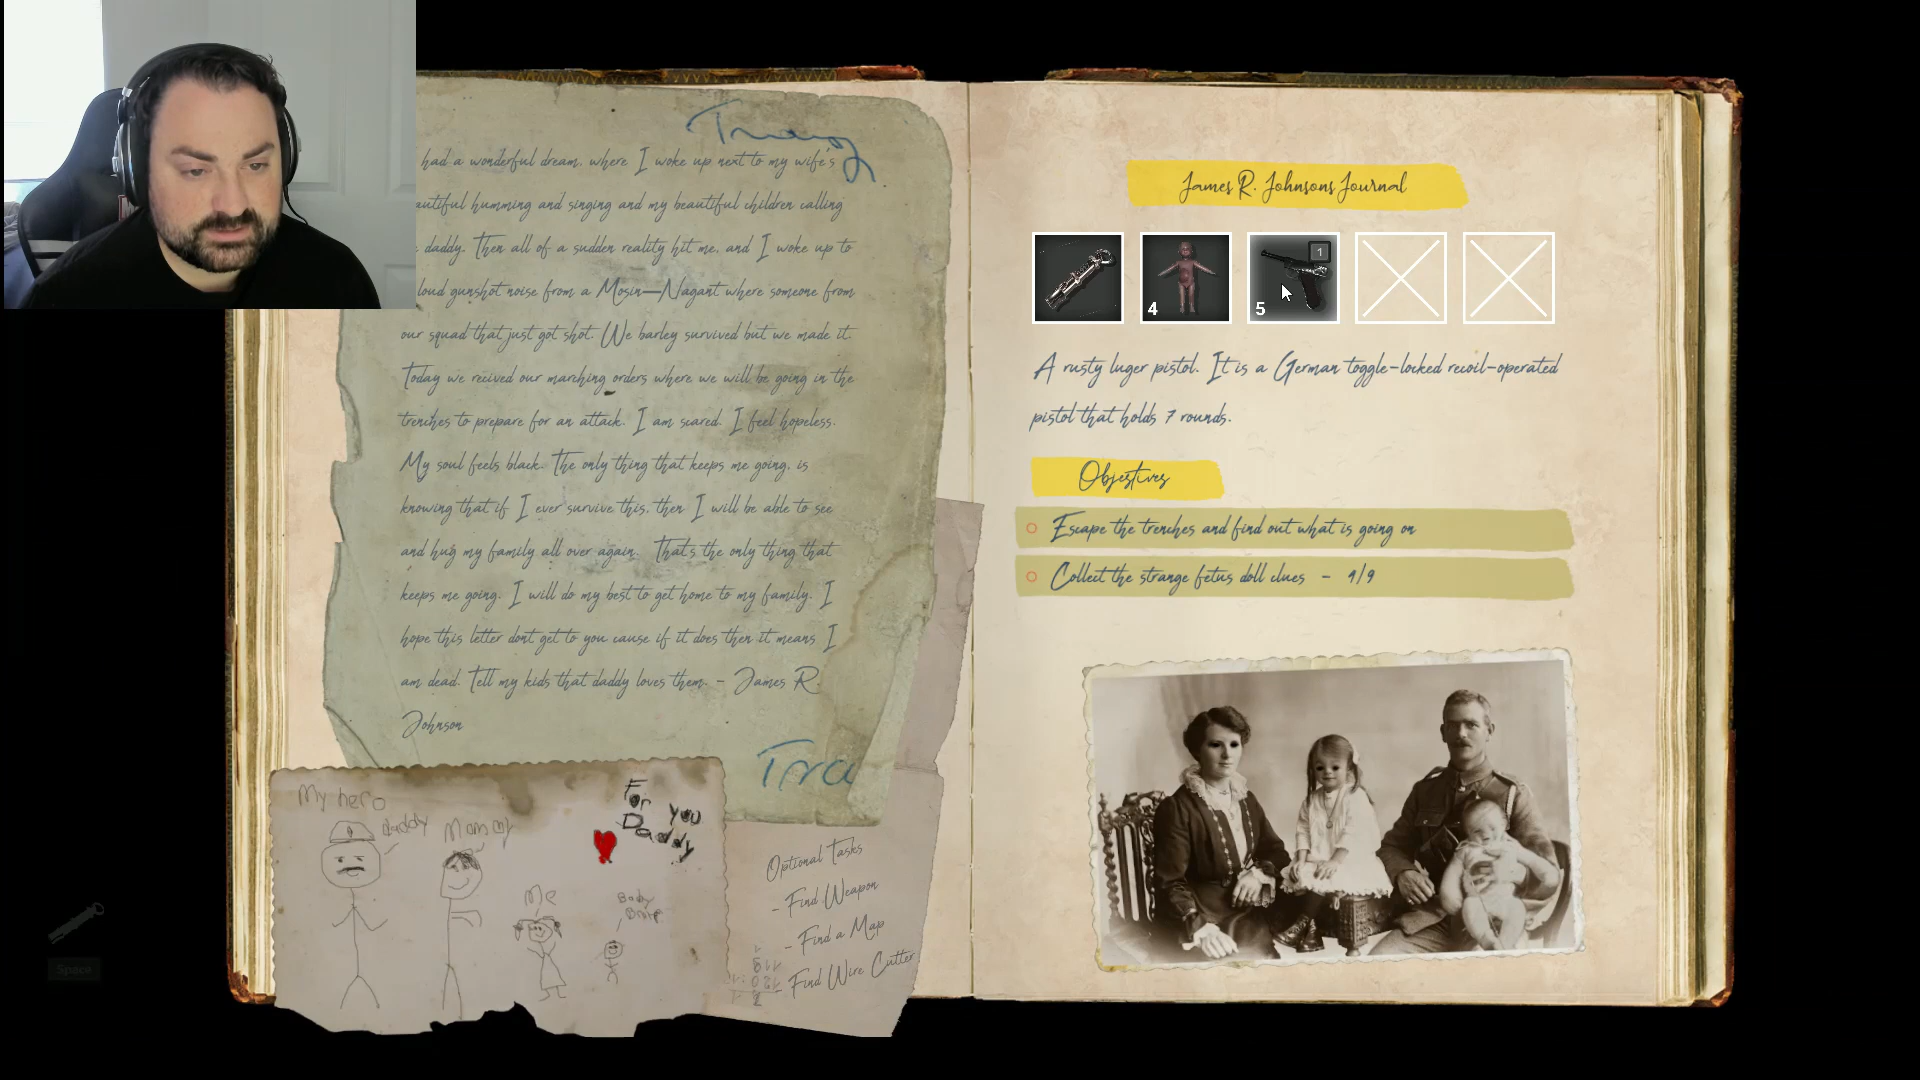 had a wonderful dream, where I woke up next to my wife's
autiful humming and singing and my beautiful children calling
daddy. Then all of a sudden reality hit me, and I woke up to
loud gunshot noise from a Mosin—Nagant where someone from
our squad that just got shot. We barley survived but we made it.
Today we recived our marching orders where we will be going in the
trenches to prepare for an attack. I am scared. I feel hopeless.
My soul feels black. The only thing that keeps me going, is
knowing that if I ever survive this, then I will be able to see
and hug my family all over again. That's the only thing that
keeps me going. I will do my best to get home to my family. I
hope this letter dont get to you cause if it does then it means I
am dead. Tell my kids that daddy loves them. - James R.
Johnson
My hero
daddy
Mommy
Me
For you
Daddy
Optional Tasks
- Find Weapon
- Find a Map
- Find Wire Cutter
Space
James R. Johnsons Journal
4
1
5
A rusty luger pistol. It is a German toggle-locked recoil-operated
pistol that holds 7 rounds.
Objectives
Escape the trenches and find out what is going on
Collect the strange fetus doll clues -